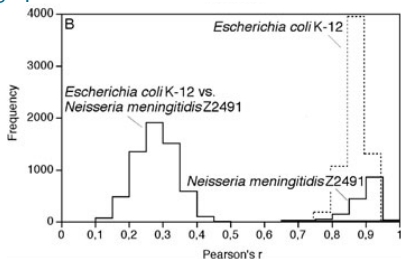 B
Escherichia coli K-12
Escherichia coli K-12 vs.
Neisseria meningitidis Z2491
Neisseria meningitidis Z2491
Frequency
4000
3000
2000
1000
0
0 0,1 0,2 0,3 0,4 0,5 0,6 0,7 0,8 0,9 1
Pearson's r